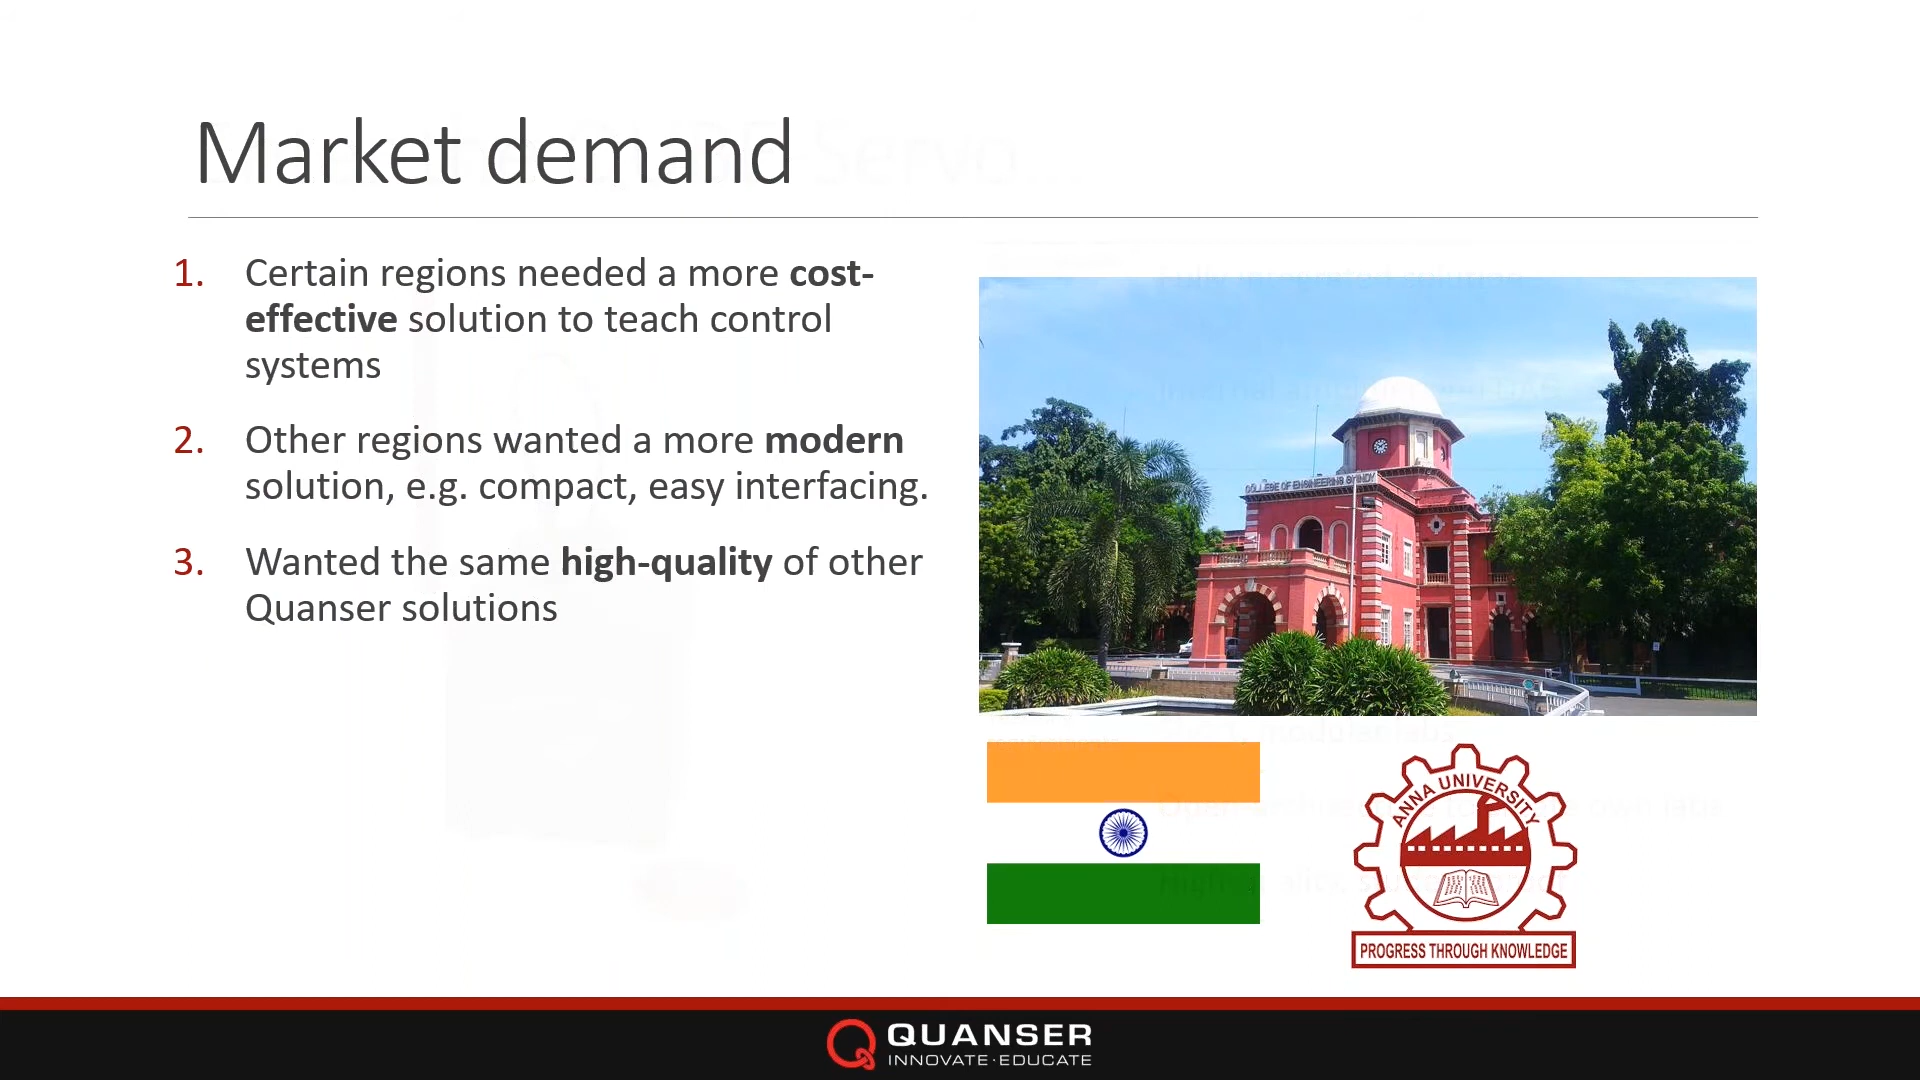 Market demand
1. Certain regions needed a more cost-
effective solution to teach control
systems
2. Other regions wanted a more modern
solution, e.g. compact, easy interfacing.
3. Wanted the same high-quality of other
Quanser solutions
COLLEGE OF ENGINEERING GUINDY
ANNA UNIVERSITY
PROGRESS THROUGH KNOWLEDGE
QUANSER
INNOVATE·EDUCATE